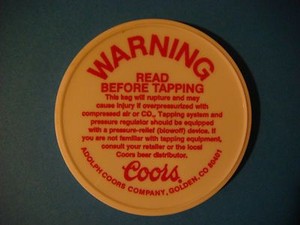 WARNING
READ
BEFORE TAPPING
This keg will rupture and may
cause injury if overpressurized with
compressed air or CO₂. Tapping system and
pressure regulator should be equipped
with a pressure-relief (blowoff) device. If
you are not familiar with tapping equipment,
consult your retailer or the local
Coors beer distributor.
Coors®
ADOLPH COORS COMPANY, GOLDEN, CO 80401